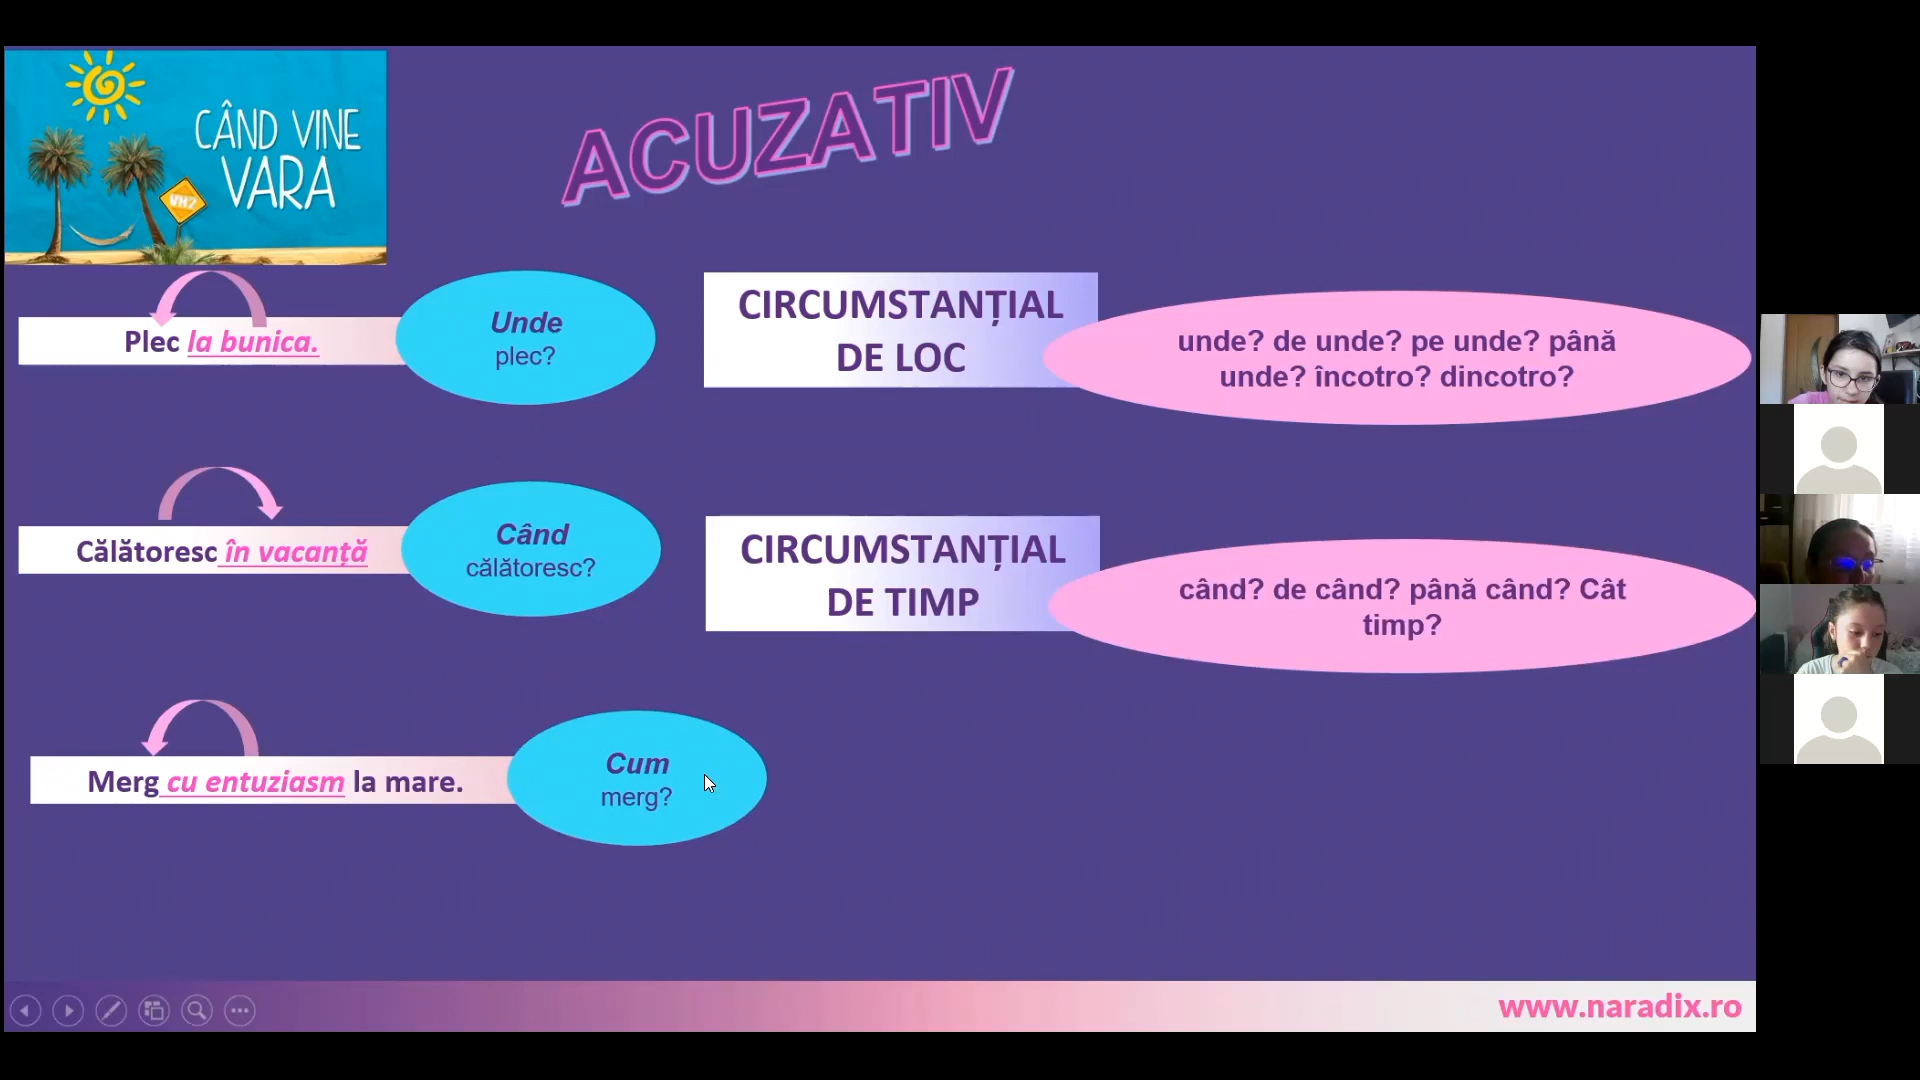 CÂND VINE
VARA
VH2
ACUZATIV
Plec la bunica.
Unde
plec?
CIRCUMSTANȚIAL
DE LOC
unde? de unde? pe unde? până
unde? încotro? dincotro?
Călătoresc în vacanță
Când
călătoresc?
CIRCUMSTANȚIAL
DE TIMP
când? de când? până când? Cât
timp?
Merg cu entuziasm la mare.
Cum
merg?
www.naradix.ro